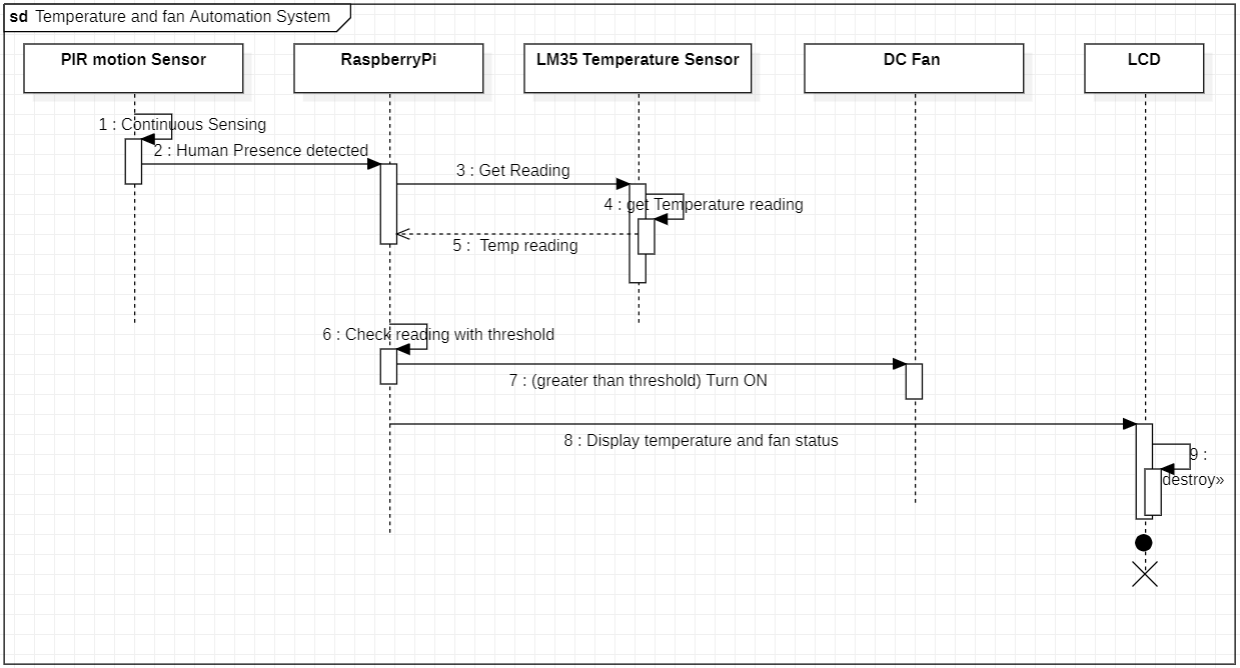 sd Temperature and fan Automation System
PIR motion Sensor
RaspberryPi
LM35 Temperature Sensor
DC Fan
LCD
1 : Continuous Sensing
2 : Human Presence detected
3 : Get Reading
4 : get Temperature reading
5 : Temp reading
6 : Check reading with threshold
7 : (greater than threshold) Turn ON
8 : Display temperature and fan status
9 :
destroy»